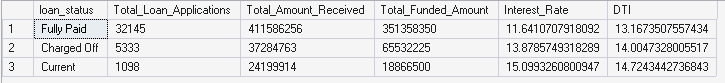 loan_status Total_Loan_Applications Total_Amount_Received Total_Funded_Amount Interest_Rate DTI
1 Fully Paid 32145 411586256 351358350 11.6410707918092 13.1673507557434
2 Charged Off 5333 37284763 65532225 13.8785749318289 14.0047328005517
3 Current 1098 24199914 18866500 15.0993260800947 14.7243442736843